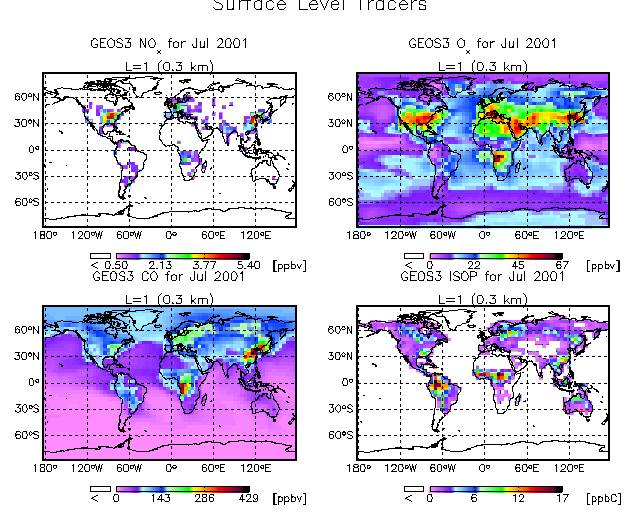 Surface Level Tracers
GEOS3 NOx for Jul 2001
L=1 (0.3 km)
60°N
30°N
0°
30°S
60°S
180° 120°W 60°W 0° 60°E 120°E
< 0.50 2.13 3.77 5.40 [ppbv]
GEOS3 Ox for Jul 2001
L=1 (0.3 km)
60°N
30°N
0°
30°S
60°S
180° 120°W 60°W 0° 60°E 120°E
< 0 22 45 67 [ppbv]
GEOS3 CO for Jul 2001
L=1 (0.3 km)
60°N
30°N
0°
30°S
60°S
180° 120°W 60°W 0° 60°E 120°E
< 0 143 286 429 [ppbv]
GEOS3 ISOP for Jul 2001
L=1 (0.3 km)
60°N
30°N
0°
30°S
60°S
180° 120°W 60°W 0° 60°E 120°E
< 0 6 12 17 [ppbC]